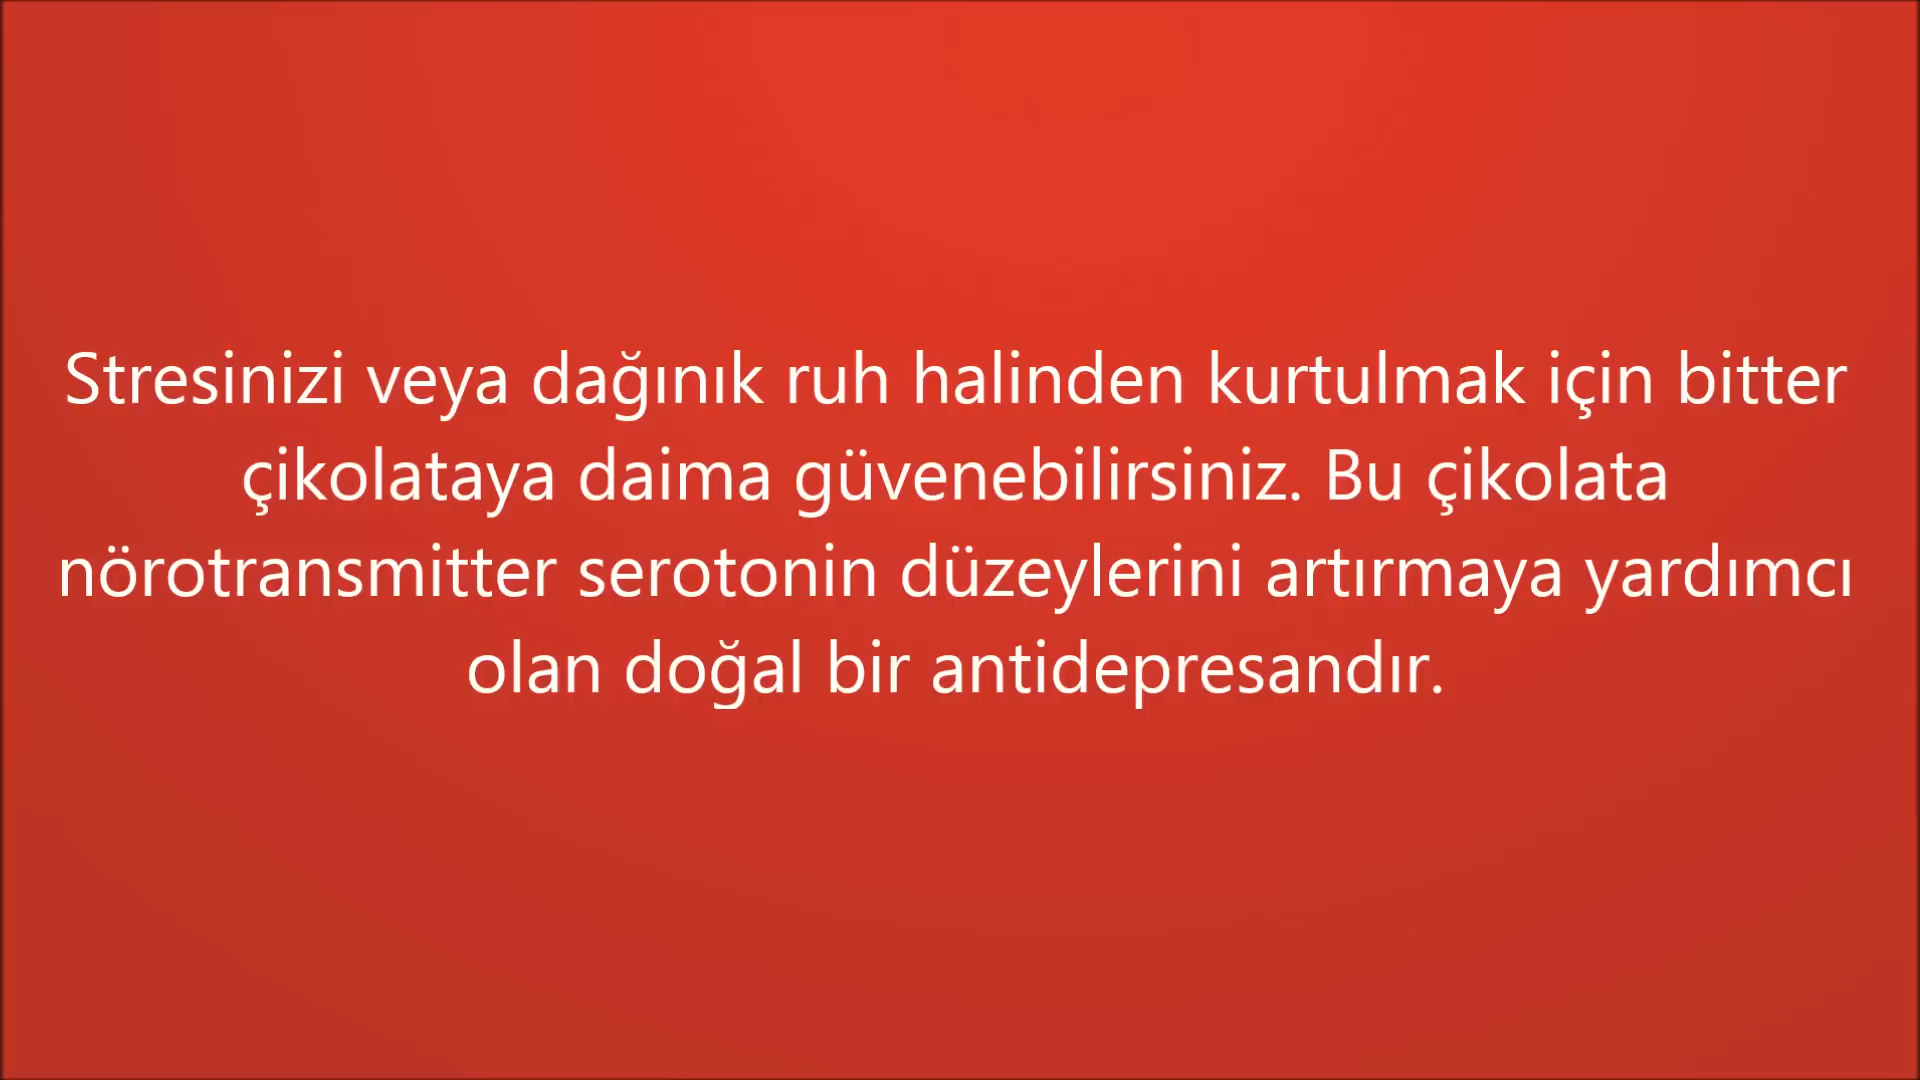 Stresinizi veya dağınık ruh halinden kurtulmak için bitter
çikolataya daima güvenebilirsiniz. Bu çikolata
nörotransmitter serotonin düzeylerini artırmaya yardımcı
olan doğal bir antidepresandır.